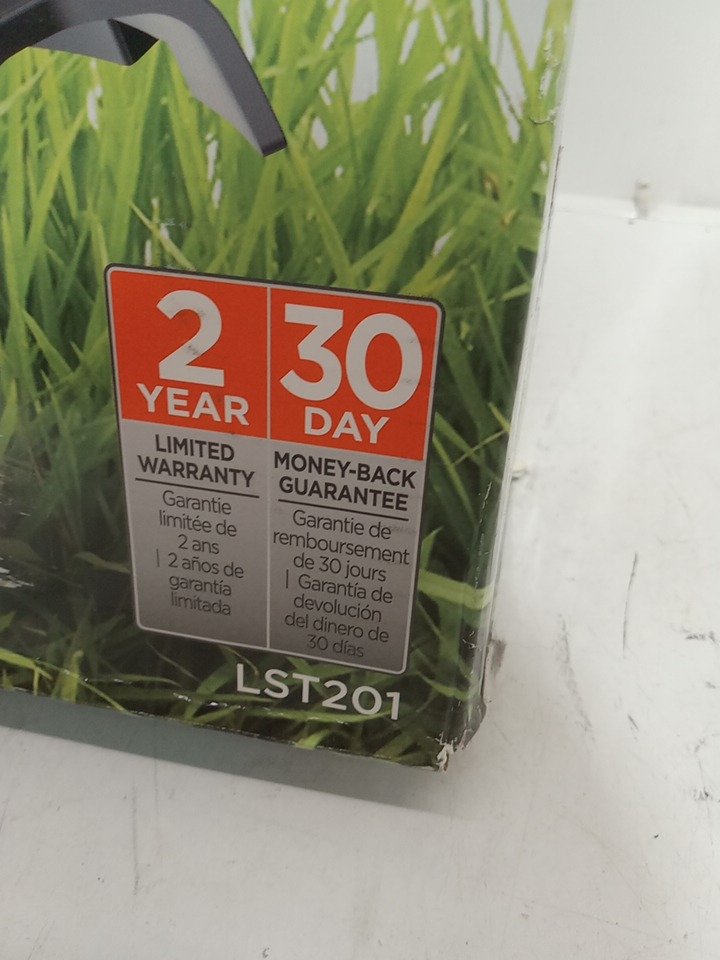 2
YEAR
LIMITED
WARRANTY
Garantie
limitée de
2 ans
| 2 años de
garantía
limitada
30
DAY
MONEY-BACK
GUARANTEE
Garantie de
remboursement
de 30 jours
| Garantía de
devolución
del dinero de
30 días
LST201